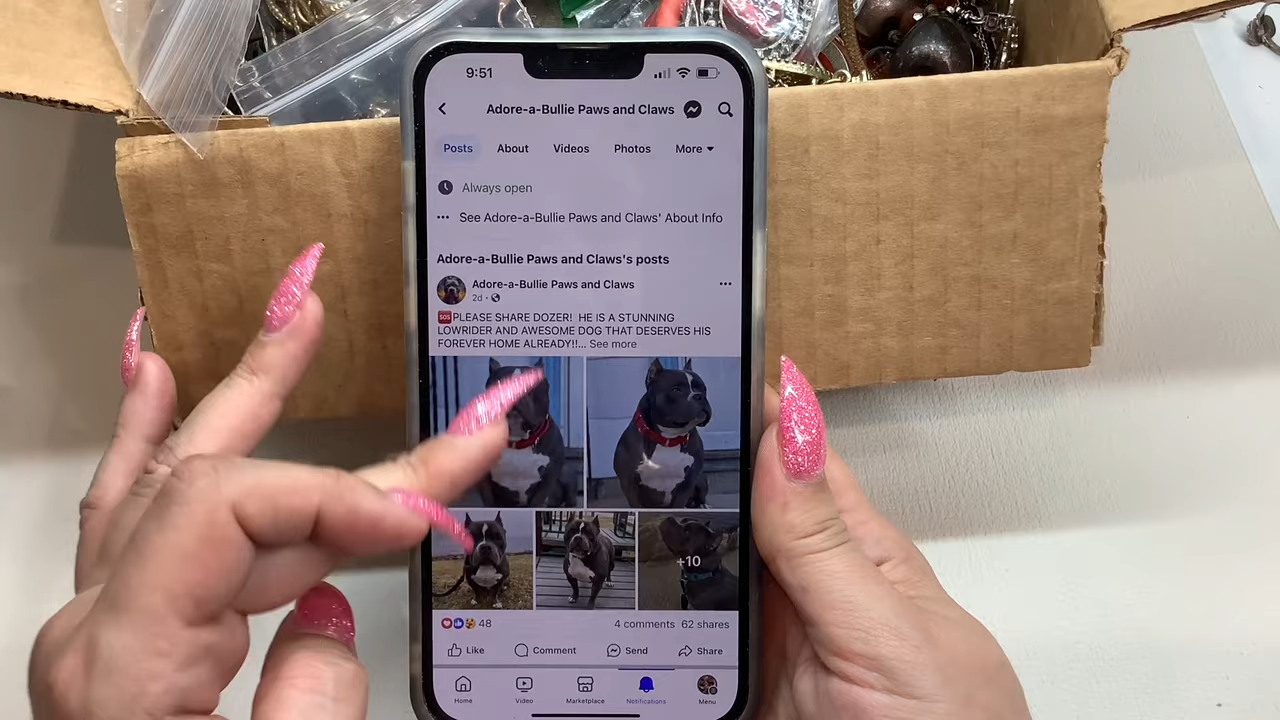 9:51
Adore-a-Bullie Paws and Claws
Posts About Videos Photos More
Always open
See Adore-a-Bullie Paws and Claws' About Info
Adore-a-Bullie Paws and Claws's posts
Adore-a-Bullie Paws and Claws
2d ·
SOS PLEASE SHARE DOZER! HE IS A STUNNING
LOWRIDER AND AWESOME DOG THAT DESERVES HIS
FOREVER HOME ALREADY!!... See more
+10
48 4 comments 62 shares
Like Comment Send Share
Home Video Marketplace Notifications Menu